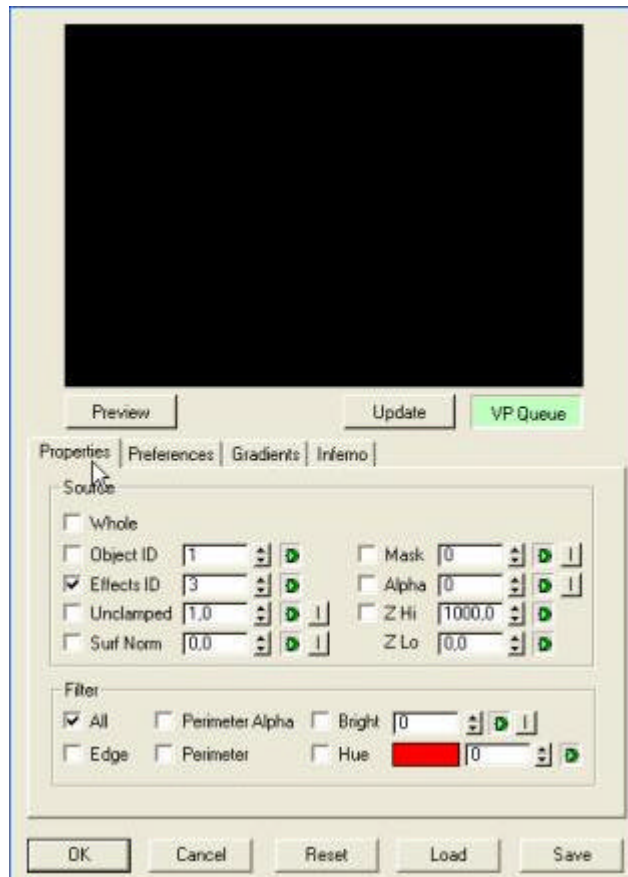 Preview Update VP Queue
Properties Preferences Gradients Inferno
Source
Whole
Object ID 1 Mask 0 I
Effects ID 3 Alpha 0 I
Unclamped 1,0 I Z Hi 1000,0
Surf Norm 0,0 I Z Lo 0,0
Filter
All Perimeter Alpha Bright 0 I
Edge Perimeter Hue 0
OK Cancel Reset Load Save